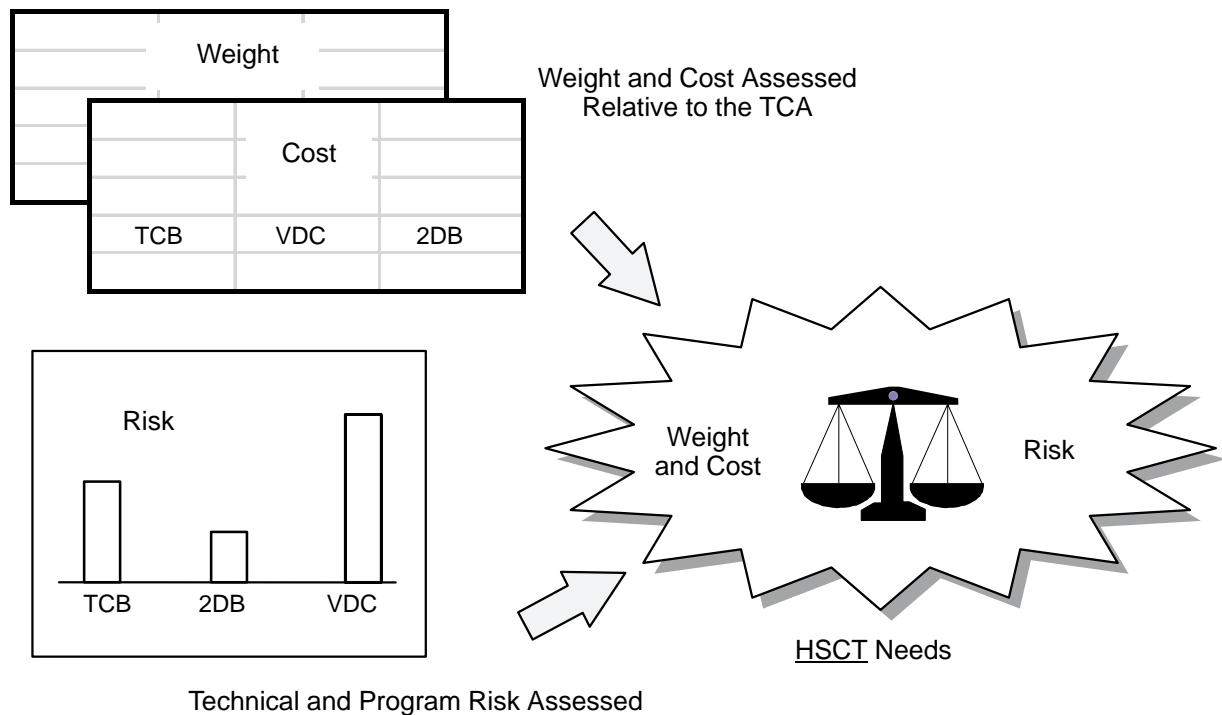 Weight
Weight and Cost Assessed
Relative to the TCA
Cost
TCB VDC 2DB
Risk
TCB 2DB VDC
Weight
and Cost
Risk
HSCT Needs
Technical and Program Risk Assessed